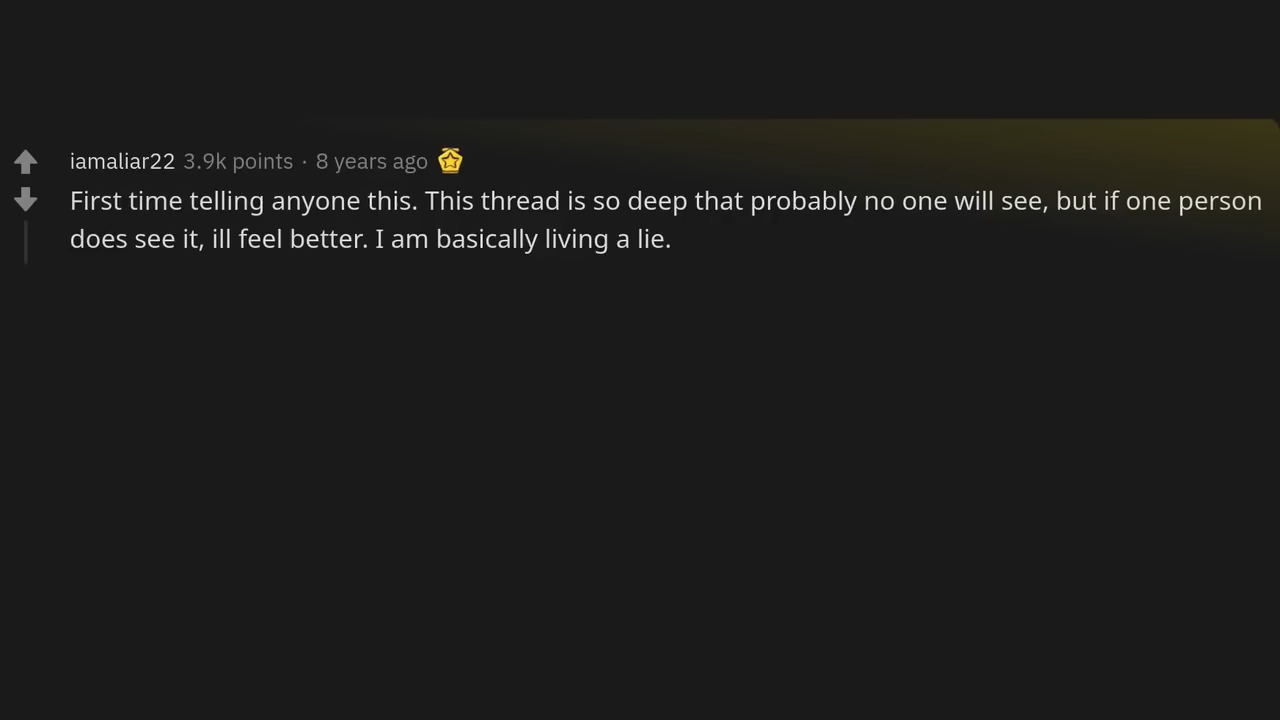 iamaliar22 3.9k points · 8 years ago
First time telling anyone this. This thread is so deep that probably no one will see, but if one person
does see it, ill feel better. I am basically living a lie.